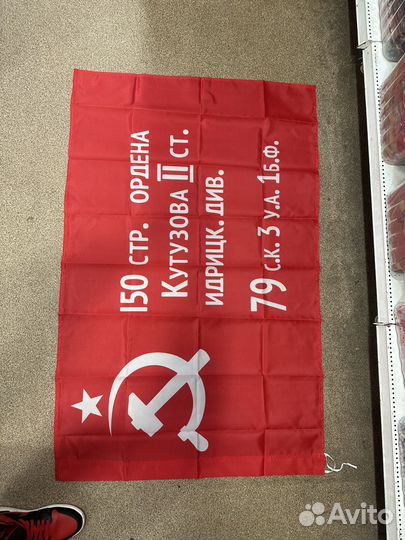 150 СТР. ОРДЕНА
КУТУЗОВА II СТ.
ИДРИЦК. ДИВ.
79 С.К. 3 У.А. 1Б.Ф.
Avito